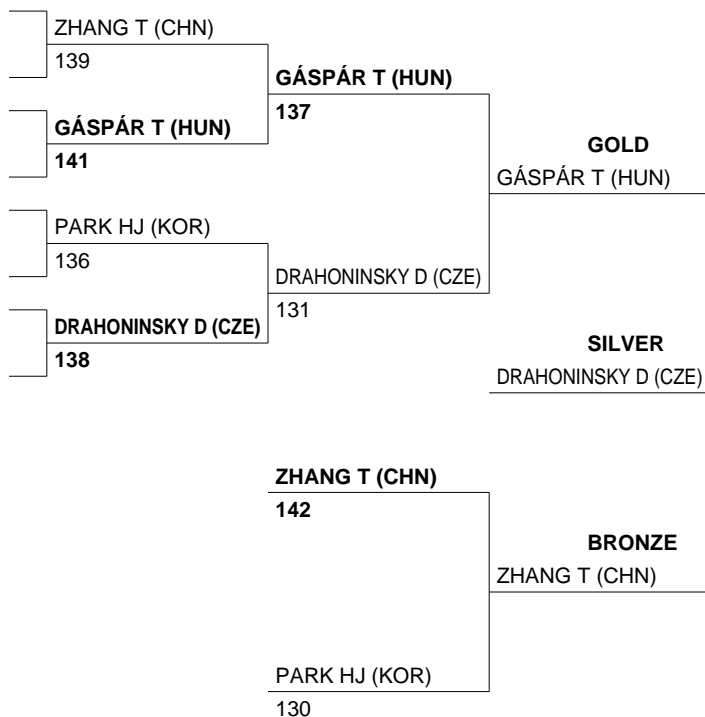 ZHANG T (CHN)
139
GÁSPÁR T (HUN)
137
GÁSPÁR T (HUN)
141
GOLD
GÁSPÁR T (HUN)
PARK HJ (KOR)
136
DRAHONINSKY D (CZE)
131
DRAHONINSKY D (CZE)
138
SILVER
DRAHONINSKY D (CZE)
ZHANG T (CHN)
142
BRONZE
ZHANG T (CHN)
PARK HJ (KOR)
130